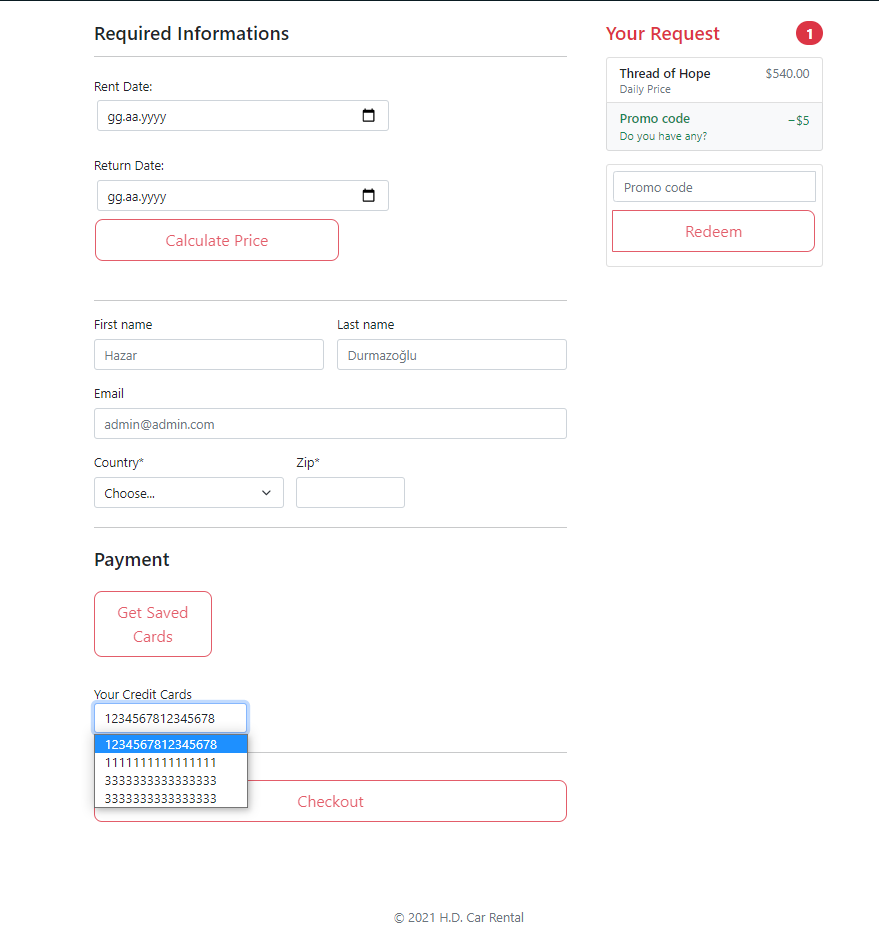 Required Informations
Rent Date:
gg.aa.yyyy
Return Date:
gg.aa.yyyy
Calculate Price
First name
Last name
Hazar
Durmazoğlu
Email
admin@admin.com
Country*
Zip*
Choose...
Payment
Get Saved
Cards
Your Credit Cards
1234567812345678
1234567812345678
1111111111111111
3333333333333333
3333333333333333
Checkout
Your Request
1
Thread of Hope
$540.00
Daily Price
Promo code
−$5
Do you have any?
Promo code
Redeem
© 2021 H.D. Car Rental